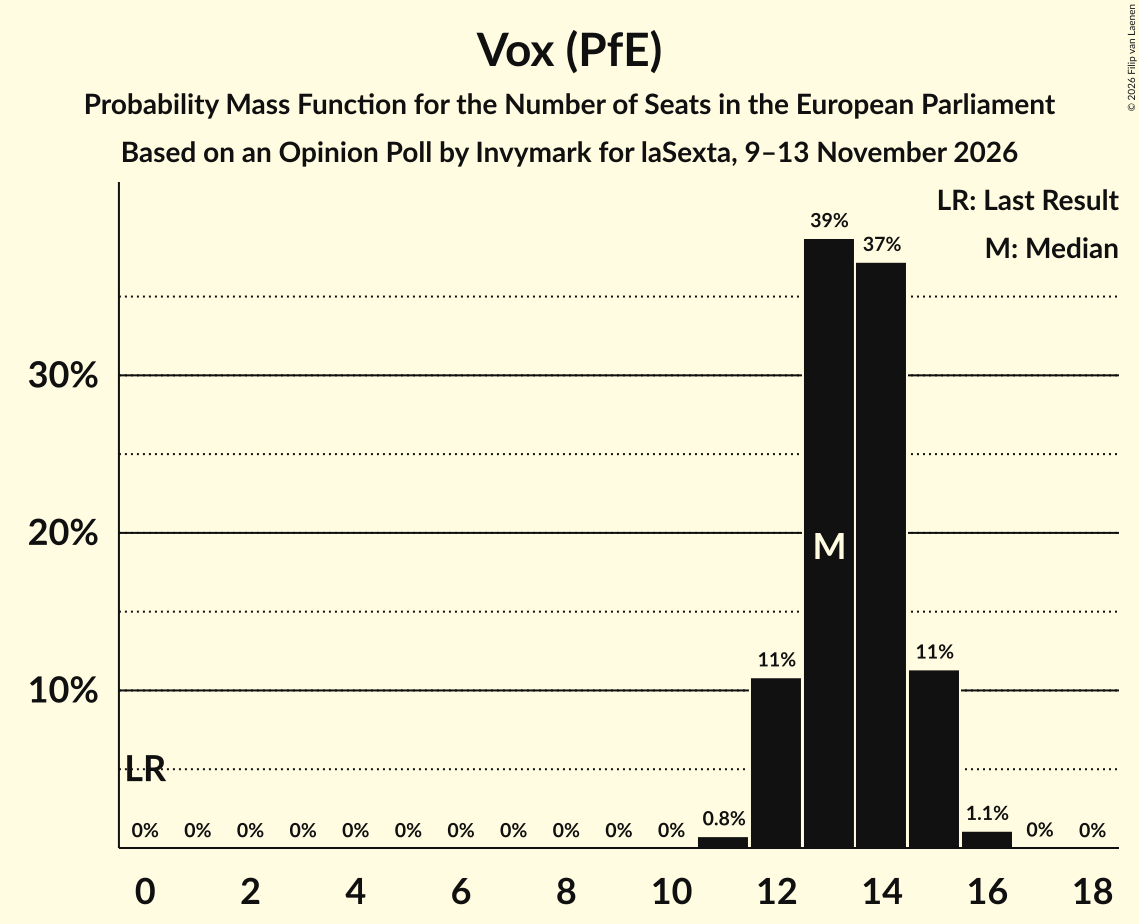 Vox (PfE)
Probability Mass Function for the Number of Seats in the European Parliament
Based on an Opinion Poll by Invymark for laSexta, 9–13 November 2026
© 2026 Filip van Laenen
LR: Last Result
M: Median
39%
37%
30%
20%
M
11%
11%
10%
LR
0% 0% 0% 0% 0% 0% 0% 0% 0% 0% 0% 0.8% 1.1% 0% 0%
0 2 4 6 8 10 12 14 16 18